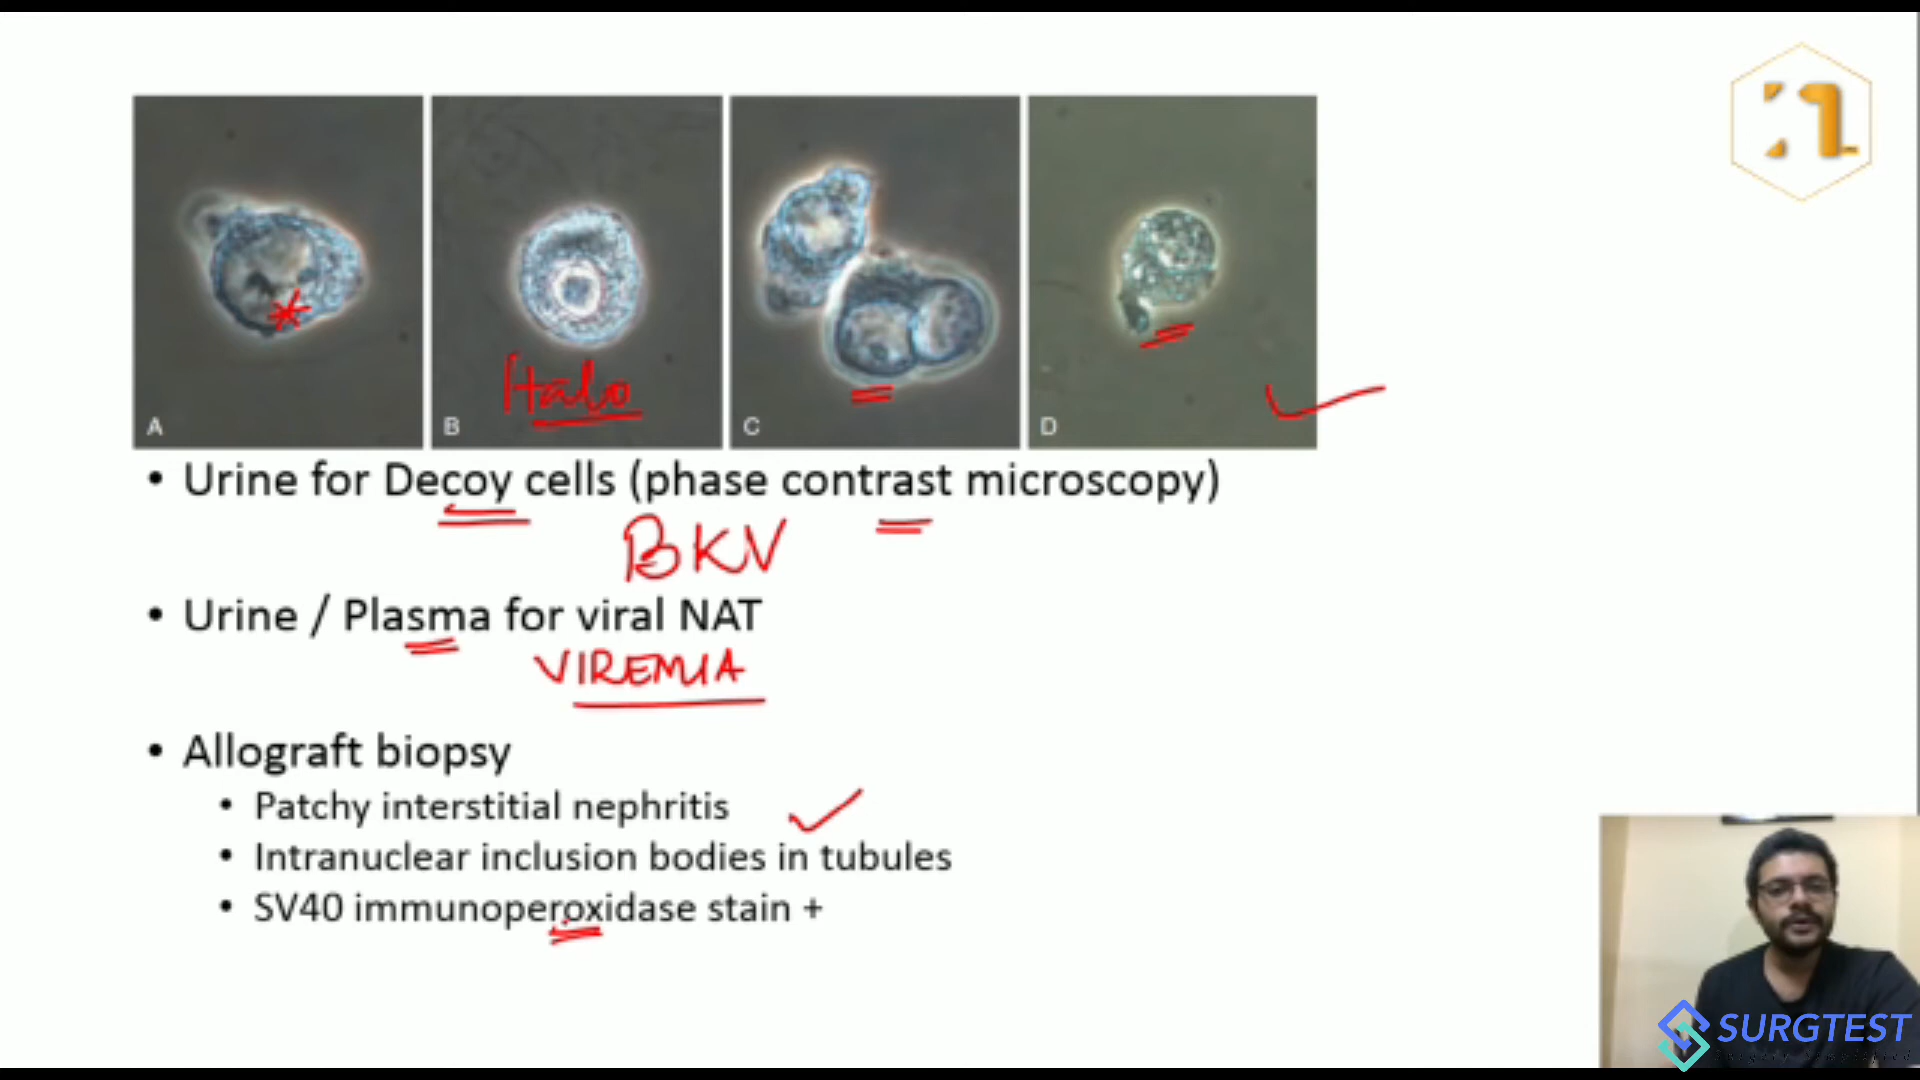 Halo
A B C D
• Urine for Decoy cells (phase contrast microscopy)
BKV
• Urine / Plasma for viral NAT
VIREMIA
• Allograft biopsy
• Patchy interstitial nephritis
• Intranuclear inclusion bodies in tubules
• SV40 immunoperoxidase stain +
SURGTEST